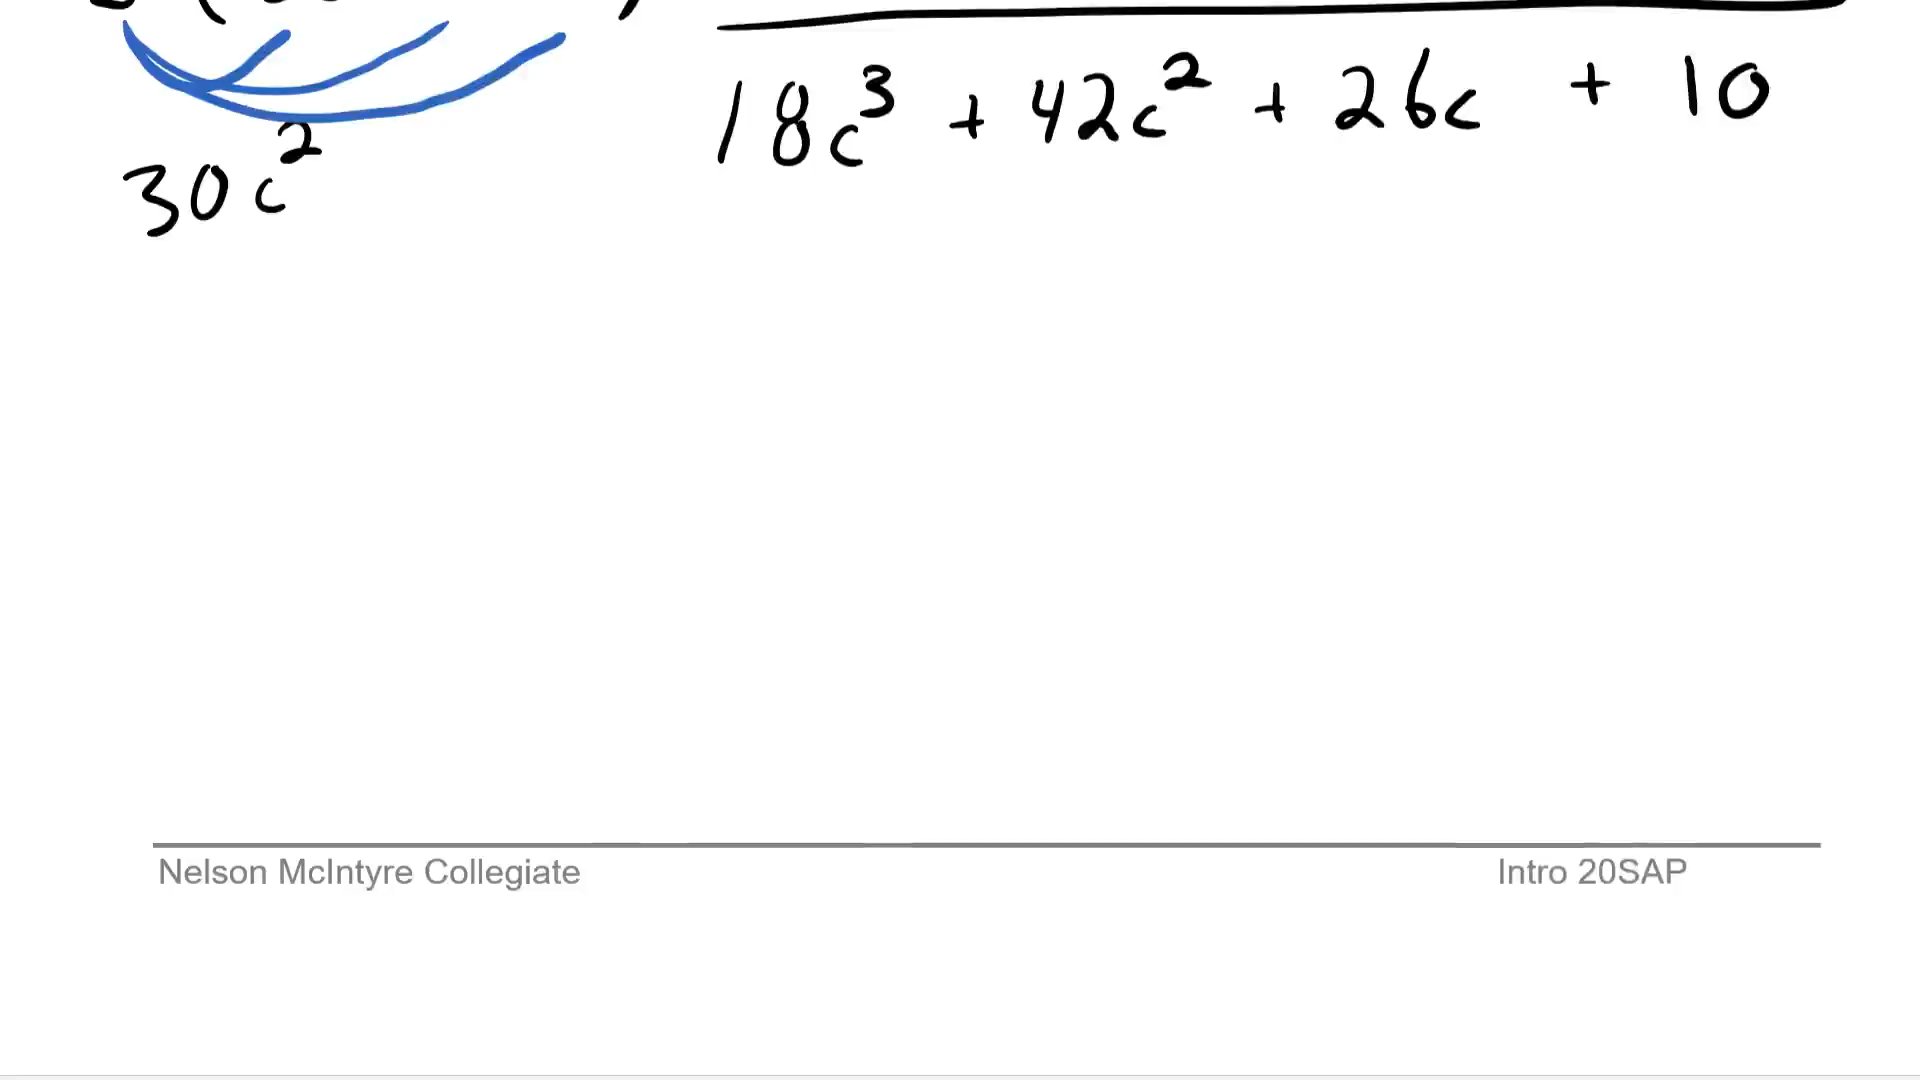 18c³ + 42c² + 26c + 10
30c²
Nelson McIntyre Collegiate
Intro 20SAP